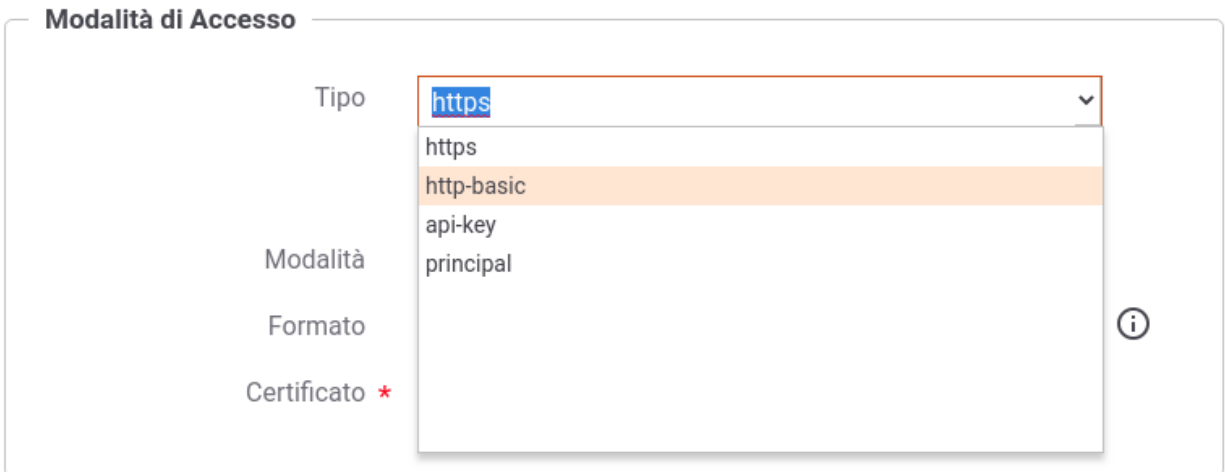 Modalità di Accesso
Tipo https
https
http-basic
api-key
principal
Modalità
Formato
Certificato *